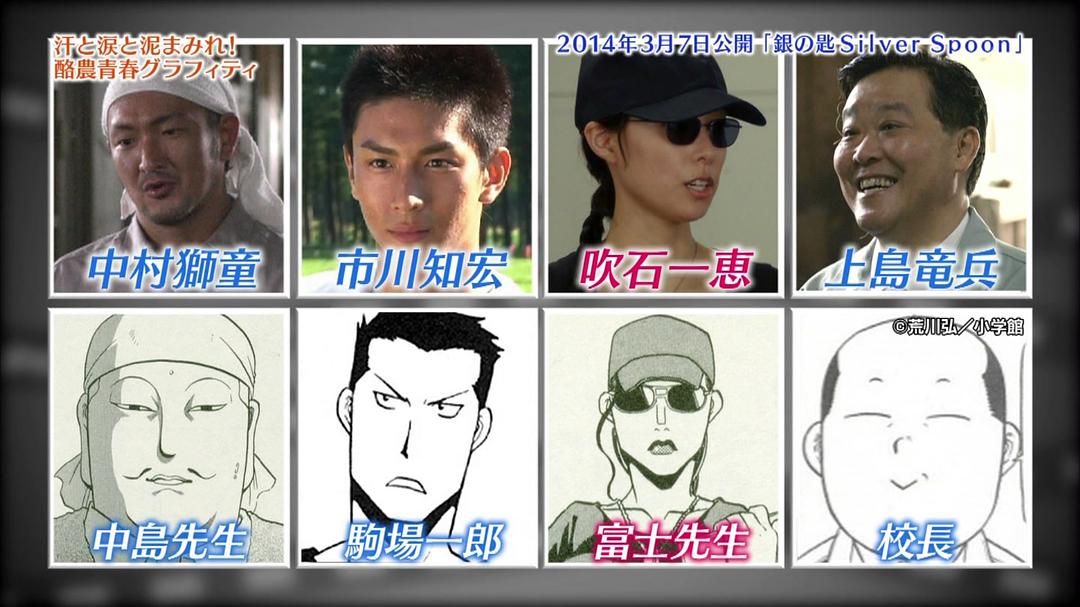 汗と涙と泥まみれ!
酪農青春グラフィティ
2014年3月7日公開「銀の匙Silver Spoon」
中村獅童
市川知宏
吹石一恵
上島竜兵
©荒川弘／小学館
中島先生
駒場一郎
富士先生
校長